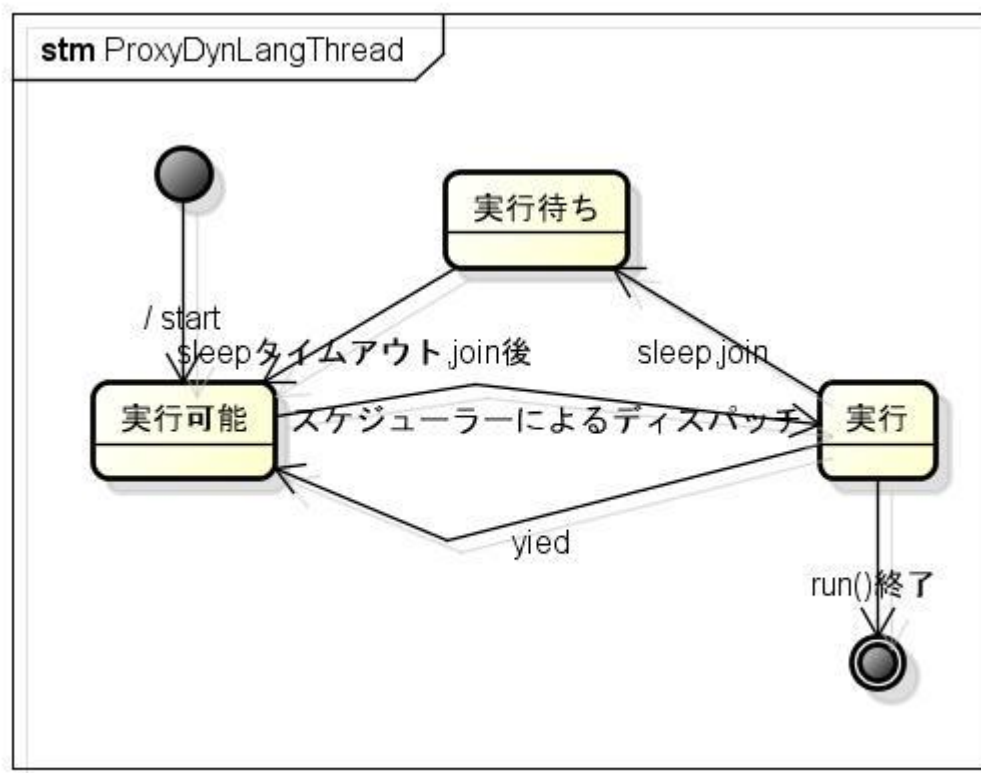 stm ProxyDynLangThread
実行待ち
/ start
sleepタイムアウト,join後
sleep,join
実行可能
スケジューラーによるディスパッチ
実行
yied
run()終了